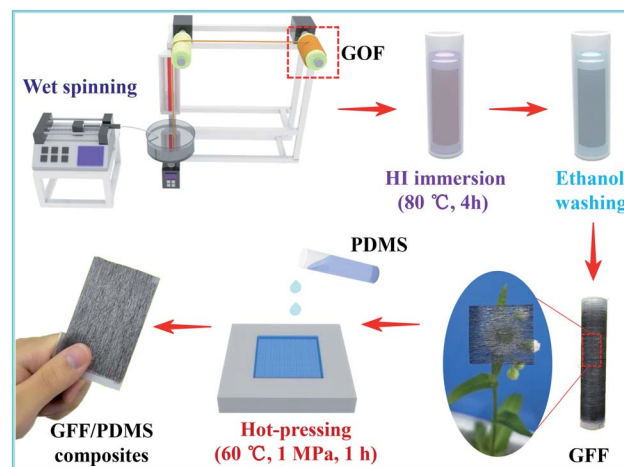 Wet spinning
GOF
HI immersion
(80 ℃, 4h)
Ethanol
washing
PDMS
GFF/PDMS
composites
Hot-pressing
(60 ℃, 1 MPa, 1 h)
GFF